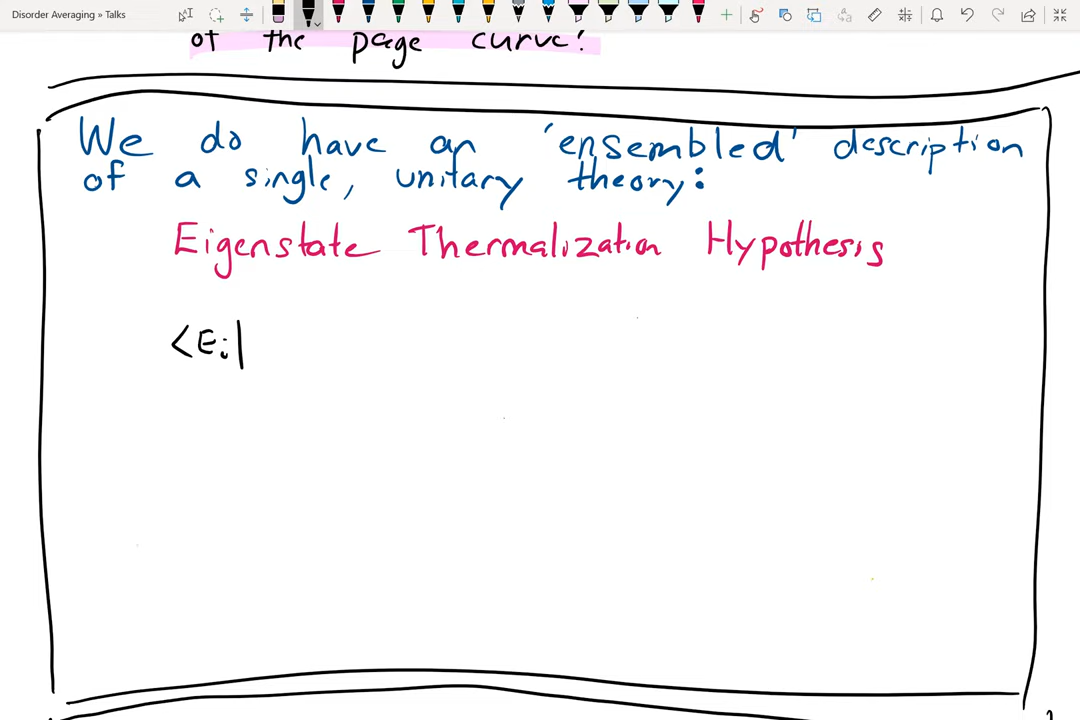 Disorder Averaging » Talks
of the page curve!
We do have an 'ensembled' description
of a single, unitary theory:
Eigenstate Thermalization Hypothesis
<Ei|